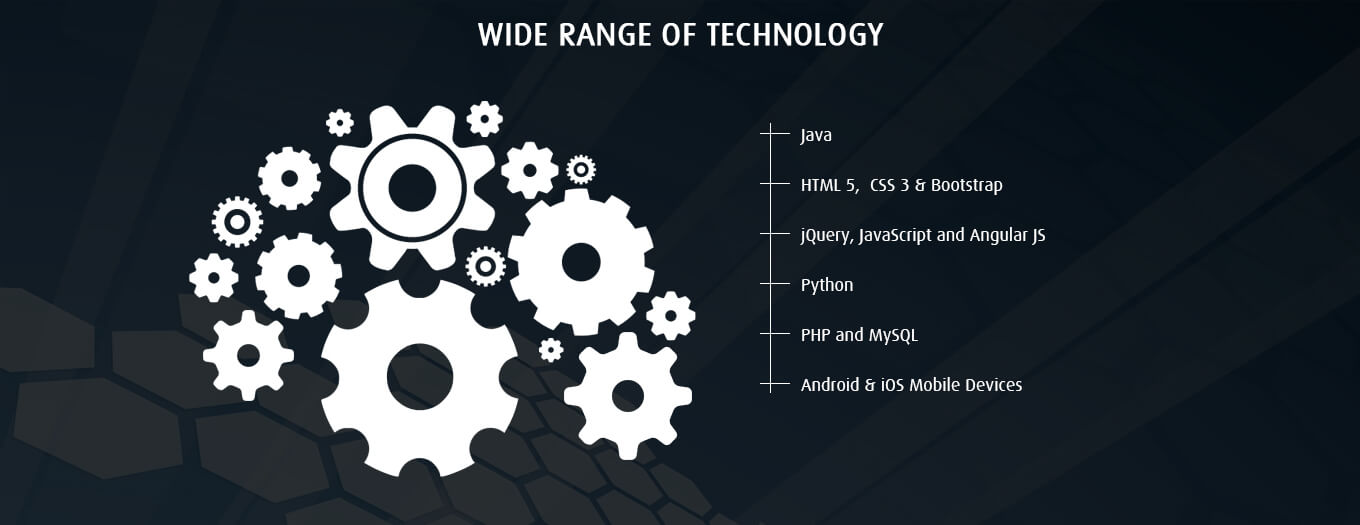 WIDE RANGE OF TECHNOLOGY
Java
HTML 5,  CSS 3 & Bootstrap
jQuery, JavaScript and Angular JS
Python
PHP and MySQL
Android & iOS Mobile Devices